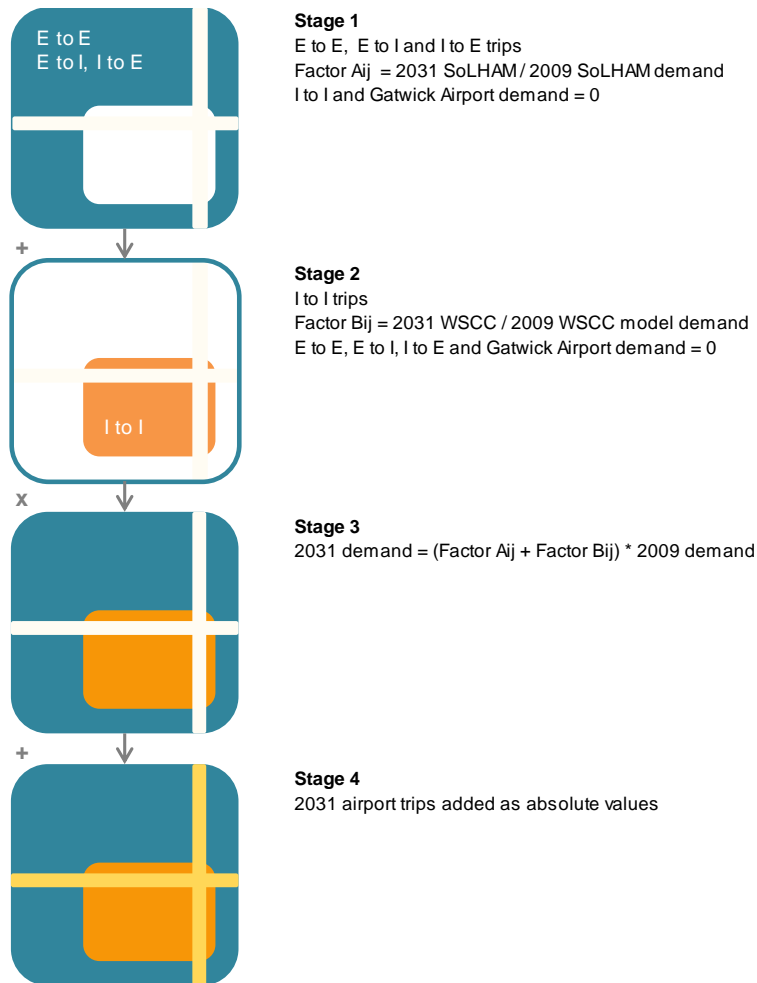 E to E
E to I, I to E
Stage 1
E to E, E to I and I to E trips
Factor Aij = 2031 SoLHAM / 2009 SoLHAM demand
I to I and Gatwick Airport demand = 0
+
Stage 2
I to I trips
Factor Bij = 2031 WSCC / 2009 WSCC model demand
E to E, E to I, I to E and Gatwick Airport demand = 0
I to I
x
Stage 3
2031 demand = (Factor Aij + Factor Bij) * 2009 demand
+
Stage 4
2031 airport trips added as absolute values